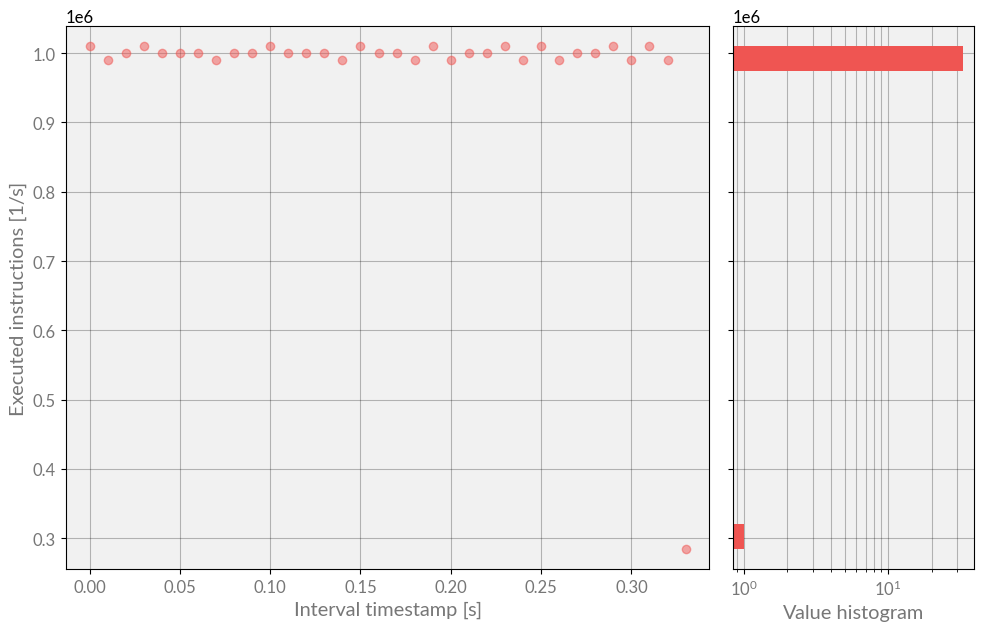 1e6
1.0
0.9
0.8
0.7
0.6
0.5
0.4
0.3
Executed instructions [1/s]
0.00 0.05 0.10 0.15 0.20 0.25 0.30
Interval timestamp [s]
1e6
10⁰ 10¹
Value histogram